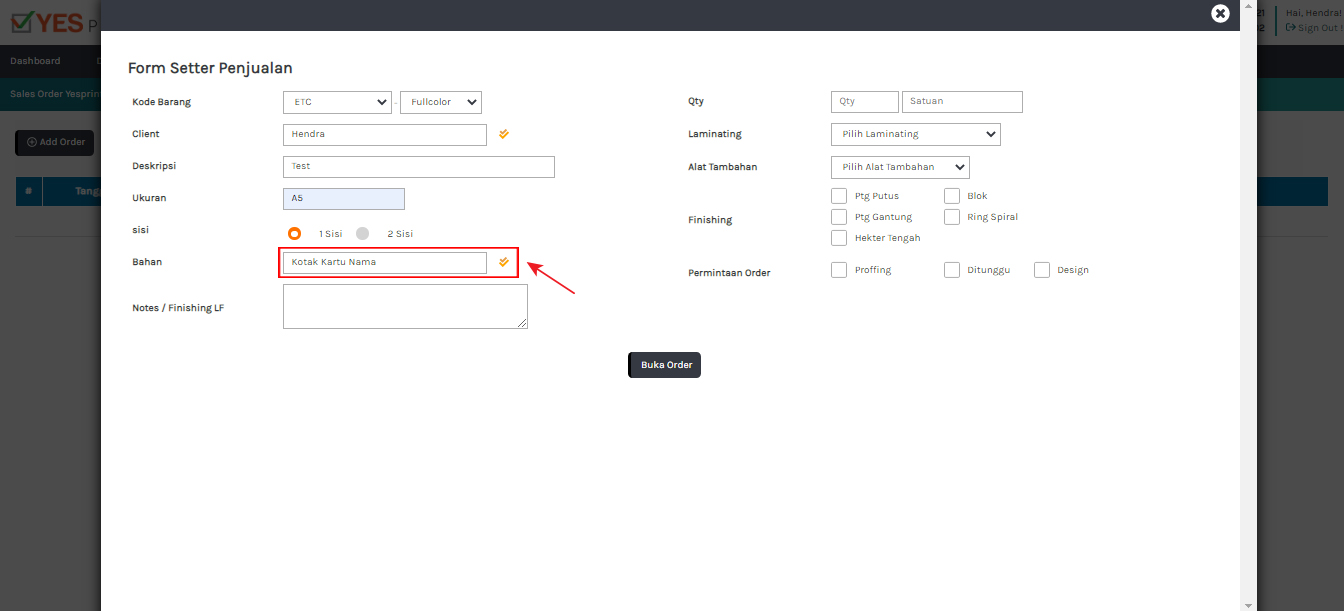 YES P
21
Hai, Hendra!
Sign Out !
Dashboard
Sales Order Yesprin
Add Order
#
Tang
Form Setter Penjualan
Kode Barang
ETC
-
Fullcolor
Client
Hendra
Deskripsi
Test
Ukuran
A5
sisi
1 Sisi
2 Sisi
Bahan
Kotak Kartu Nama
Notes / Finishing LF
Qty
Qty
Satuan
Laminating
Pilih Laminating
Alat Tambahan
Pilih Alat Tambahan
Finishing
Ptg Putus
Blok
Ptg Gantung
Ring Spiral
Hekter Tengah
Permintaan Order
Proffing
Ditunggu
Design
Buka Order